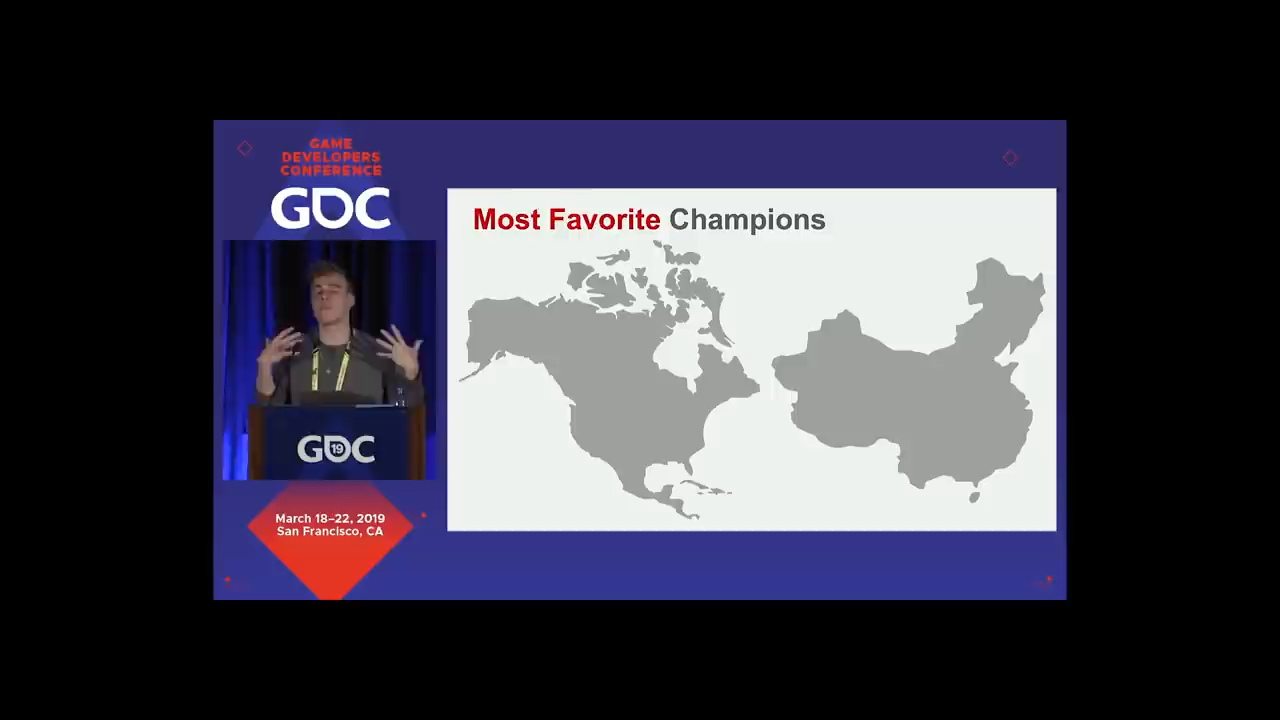 GAME
DEVELOPERS
CONFERENCE
GDC
Most Favorite Champions
GDC
19
March 18–22, 2019
San Francisco, CA